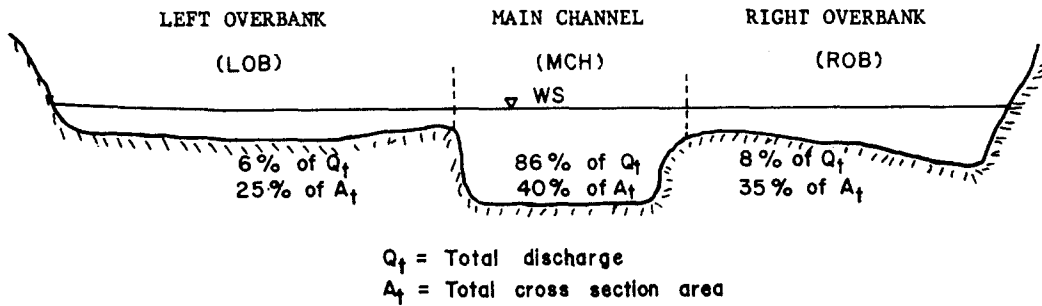 LEFT OVERBANK MAIN CHANNEL RIGHT OVERBANK
(LOB) (MCH) (ROB)
WS
6% of Qt 86% of Qt 8% of Qt
25% of At 40% of At 35% of At
Qt = Total discharge
At = Total cross section area